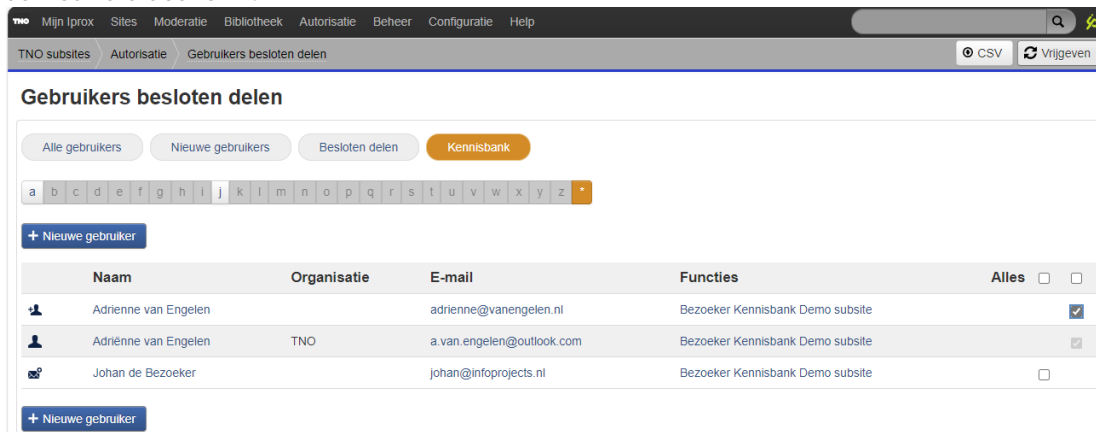 TNO Mijn Iprox Sites Moderatie Bibliotheek Autorisatie Beheer Configuratie Help
TNO subsites Autorisatie Gebruikers besloten delen CSV Vrijgeven
Gebruikers besloten delen
Alle gebruikers Nieuwe gebruikers Besloten delen Kennisbank
a b c d e f g h i j k l m n o p q r s t u v w x y z *
+ Nieuwe gebruiker
Naam Organisatie E-mail Functies Alles
Adrienne van Engelen adrienne@vanengelen.nl Bezoeker Kennisbank Demo subsite
Adriënne van Engelen TNO a.van.engelen@outlook.com Bezoeker Kennisbank Demo subsite
Johan de Bezoeker johan@infoprojects.nl Bezoeker Kennisbank Demo subsite
+ Nieuwe gebruiker